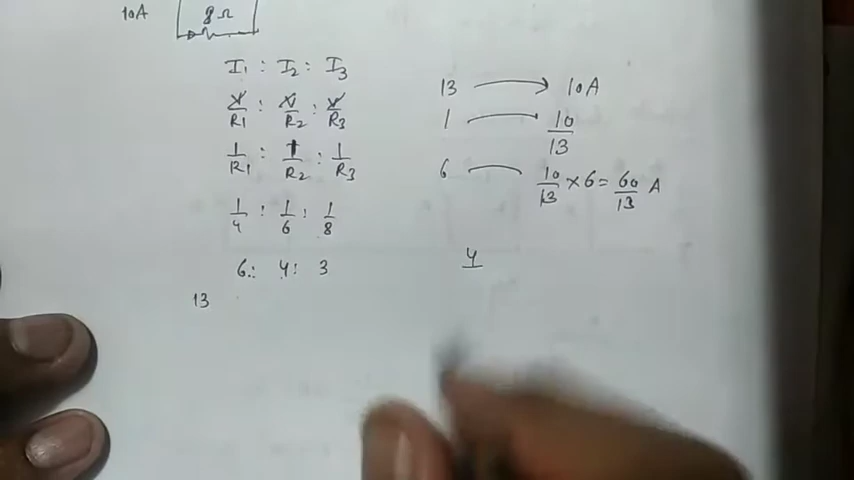 10A 8Ω
I1 : I2 : I3
V/R1 : V/R2 : V/R3
1/R1 : 1/R2 : 1/R3
1/4 : 1/6 : 1/8
6 : 4 : 3
13
13 → 10A
1 10/13
6 10/13 × 6 = 60/13 A
4